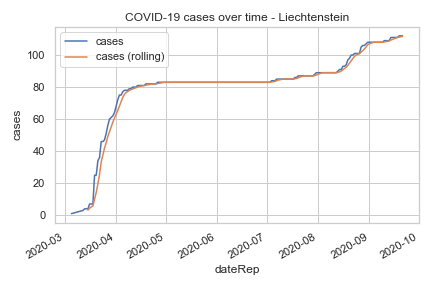 COVID-19 cases over time - Liechtenstein
cases
cases (rolling)
100
80
60
40
20
0
cases
2020-03
2020-04
2020-05
2020-06
2020-07
2020-08
2020-09
2020-10
dateRep